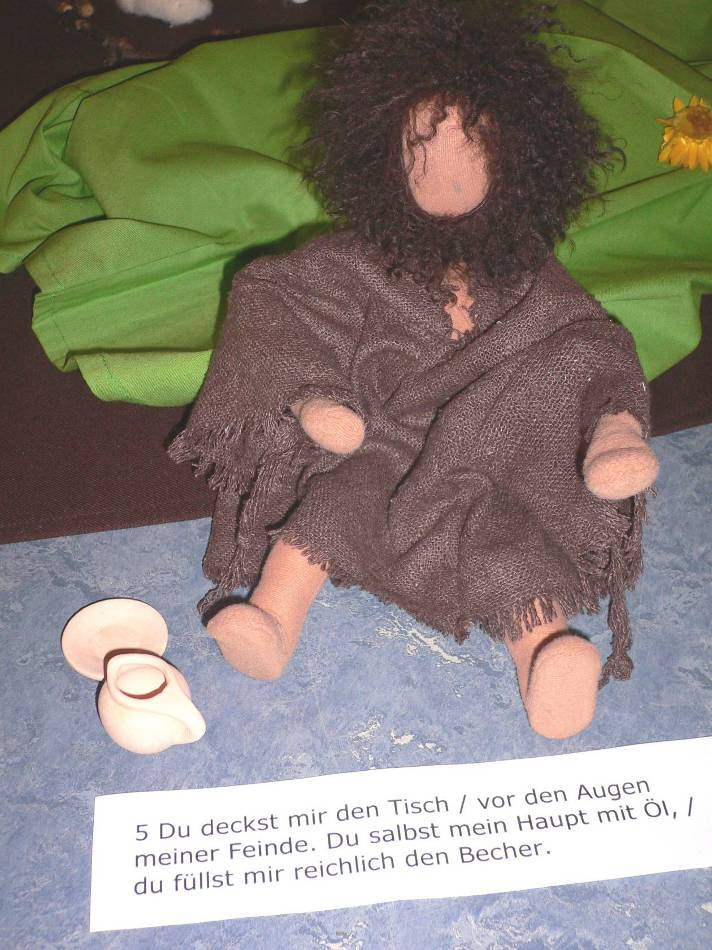 5 Du deckst mir den Tisch / vor den Augen
meiner Feinde. Du salbst mein Haupt mit Öl, /
du füllst mir reichlich den Becher.